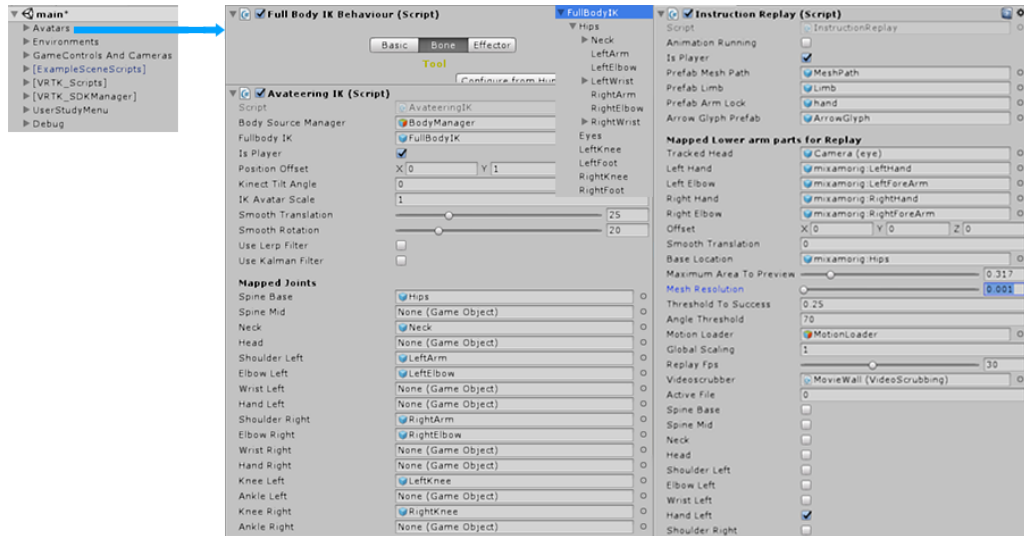 main*
Avatars
Environments
GameControls And Cameras
[ExampleSceneScripts]
[VRTK_Scripts]
[VRTK_SDKManager]
UserStudyMenu
Debug
Full Body IK Behaviour (Script)
Basic Bone Effector
Tool
Avateering IK (Script)
Script AvateeringIK
Body Source Manager BodyManager
Fullbody IK FullBodyIK
Is Player
Position Offset X 0 Y 1
Kinect Tilt Angle 0
IK Avatar Scale 1
Smooth Translation 25
Smooth Rotation 20
Use Lerp Filter
Use Kalman Filter
Mapped Joints
Spine Base Hips
Spine Mid None (Game Object)
Neck Neck
Head None (Game Object)
Shoulder Left LeftArm
Elbow Left LeftElbow
Wrist Left None (Game Object)
Hand Left None (Game Object)
Shoulder Right RightArm
Elbow Right RightElbow
Wrist Right None (Game Object)
Hand Right None (Game Object)
Knee Left LeftKnee
Ankle Left None (Game Object)
Knee Right RightKnee
Ankle Right None (Game Object)
FullBodyIK
Hips
Neck
LeftArm
LeftElbow
LeftWrist
RightArm
RightElbow
RightWrist
Eyes
LeftKnee
LeftFoot
RightKnee
RightFoot
Instruction Replay (Script)
Script InstructionReplay
Animation Running
Is Player
Prefab Mesh Path MeshPath
Prefab Limb Limb
Prefab Arm Lock hand
Arrow Glyph Prefab ArrowGlyph
Mapped Lower arm parts for Replay
Tracked Head Camera (eye)
Left Hand mixamorig:LeftHand
Left Elbow mixamorig:LeftForeArm
Right Hand mixamorig:RightHand
Right Elbow mixamorig:RightForeArm
Offset X 0 Y 0 Z 0
Smooth Translation 0
Base Location mixamorig:Hips
Maximum Area To Preview 0.317
Mesh Resolution 0.001
Threshold To Success 0.25
Angle Threshold 70
Motion Loader MotionLoader
Global Scaling 1
Replay Fps 30
Videoscrubber MovieWall (VideoScrubbing)
Active File 0
Spine Base
Spine Mid
Neck
Head
Shoulder Left
Elbow Left
Wrist Left
Hand Left
Shoulder Right